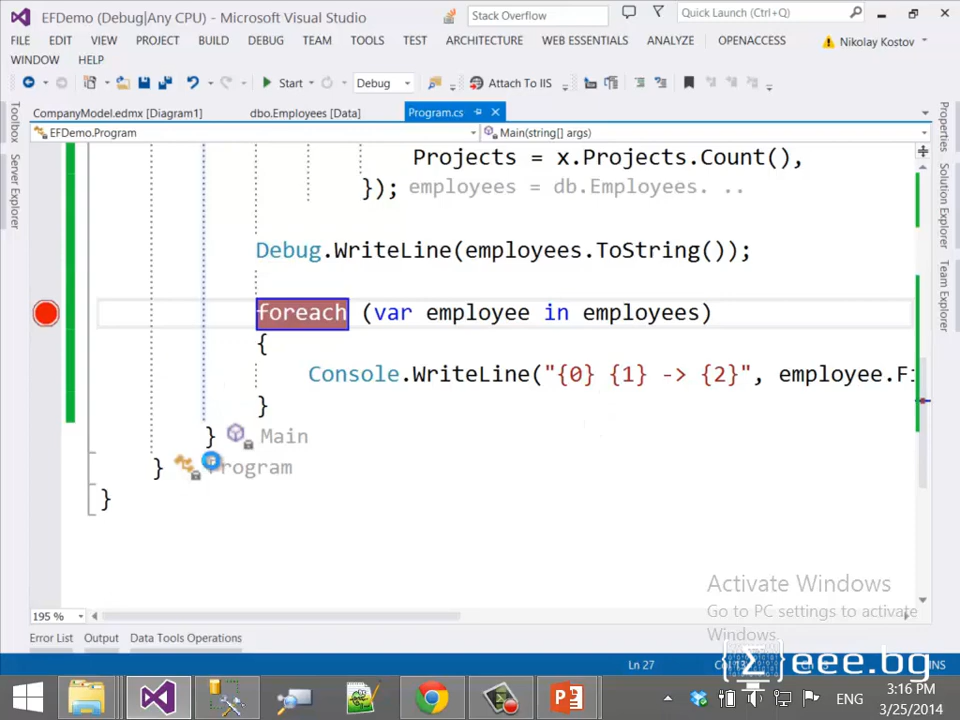 EFDemo (Debug|Any CPU) - Microsoft Visual Studio
Stack Overflow
Quick Launch (Ctrl+Q)
FILE EDIT VIEW PROJECT BUILD DEBUG TEAM TOOLS TEST ARCHITECTURE WEB ESSENTIALS ANALYZE OPENACCESS
Nikolay Kostov
WINDOW HELP
Start Debug Attach To IIS
CompanyModel.edmx [Diagram1] dbo.Employees [Data] Program.cs
EFDemo.Program Main(string[] args)
Toolbox
Server Explorer
Properties
Solution Explorer
Team Explorer
Projects = x.Projects.Count(),
}); employees = db.Employees. ..
Debug.WriteLine(employees.ToString());
foreach (var employee in employees)
{
Console.WriteLine("{0} {1} -> {2}", employee.Fi
}
} Main
} Program
}
Activate Windows
Go to PC settings to activate
Windows.
195 %
Error List Output Data Tools Operations
Ln 27
eee.bg
ENG
3:16 PM
3/25/2014